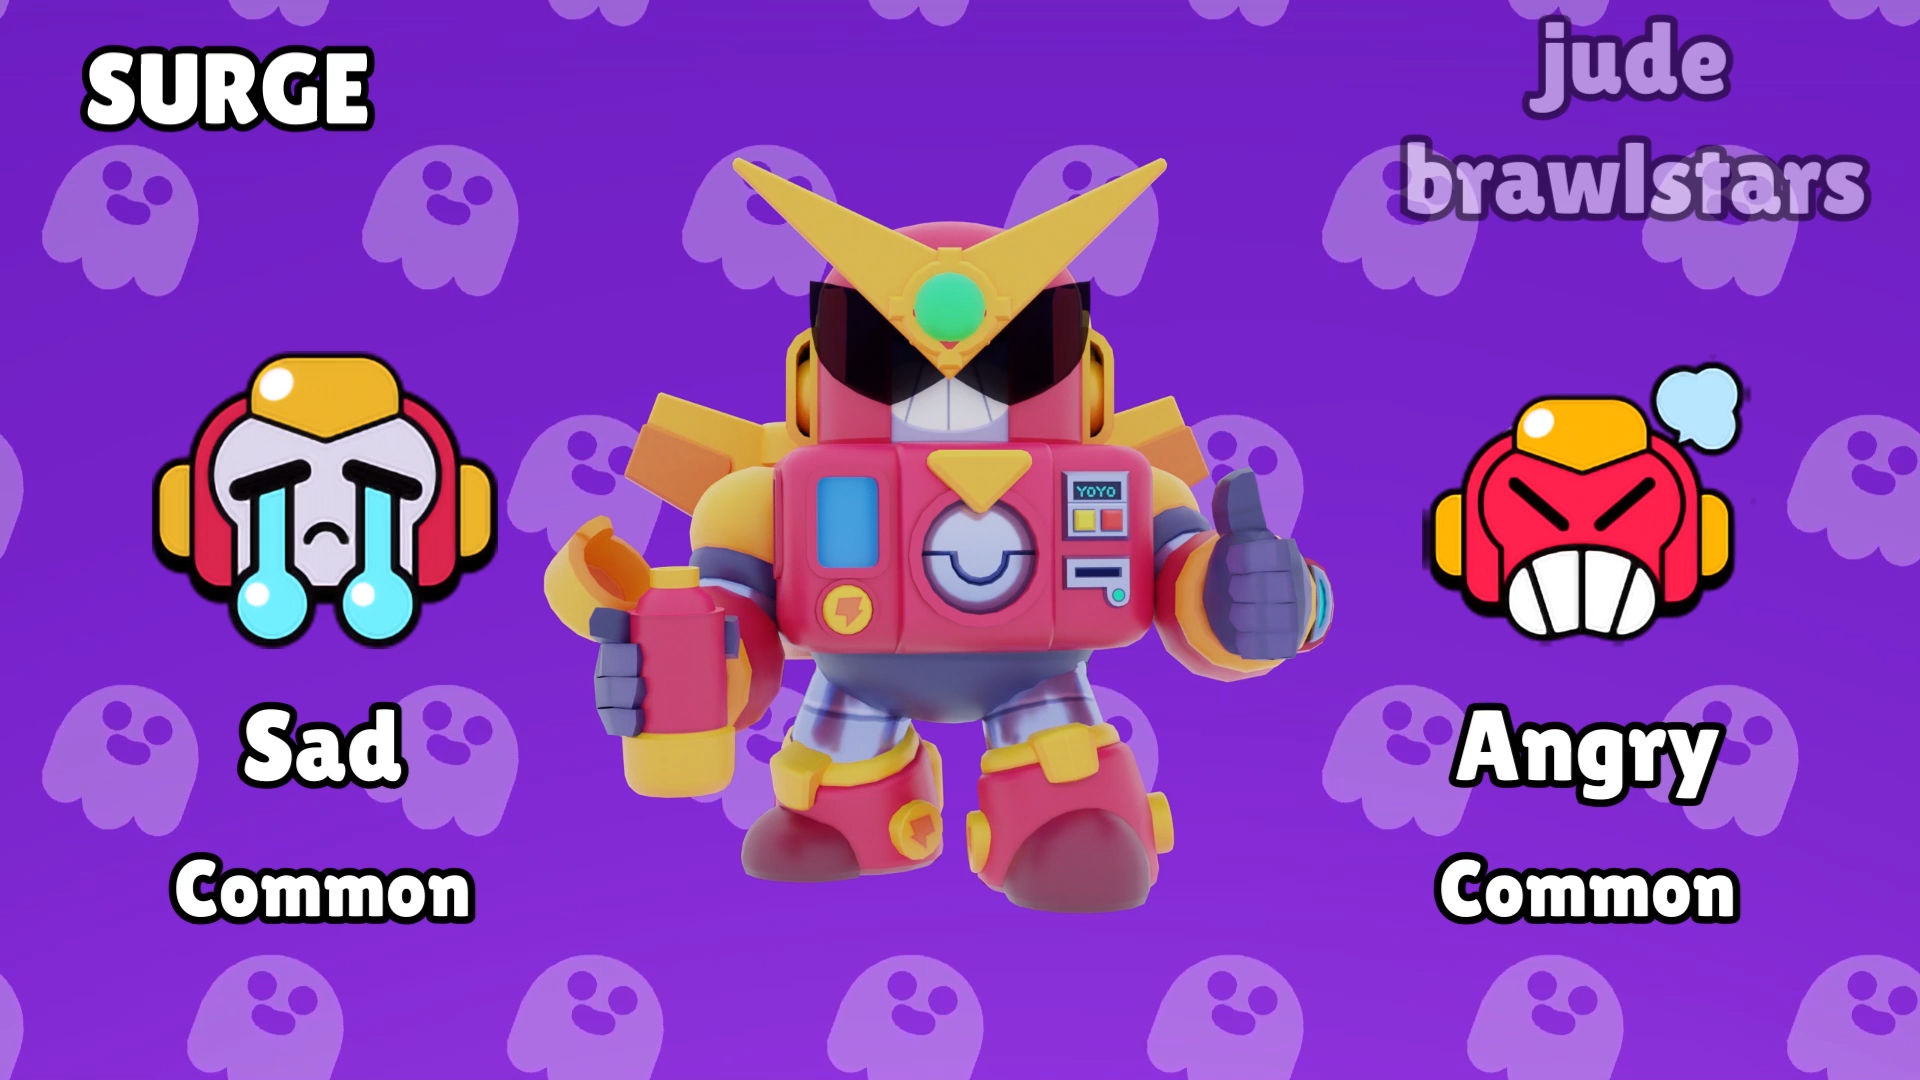 SURGE
jude
brawlstars
YOYO
Sad
Angry
Common
Common